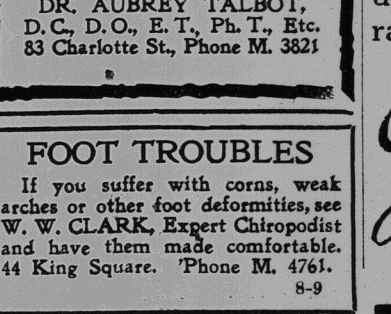 DR. AUBREY TALBOT,
D. C., D. O., E. T., Ph. T., Etc.
83 Charlotte St., Phone M. 3821
FOOT TROUBLES
If you suffer with corns, weak
arches or other foot deformities, see
W. W. CLARK, Expert Chiropodist
and have them made comfortable.
44 King Square. 'Phone M. 4761.
8-9